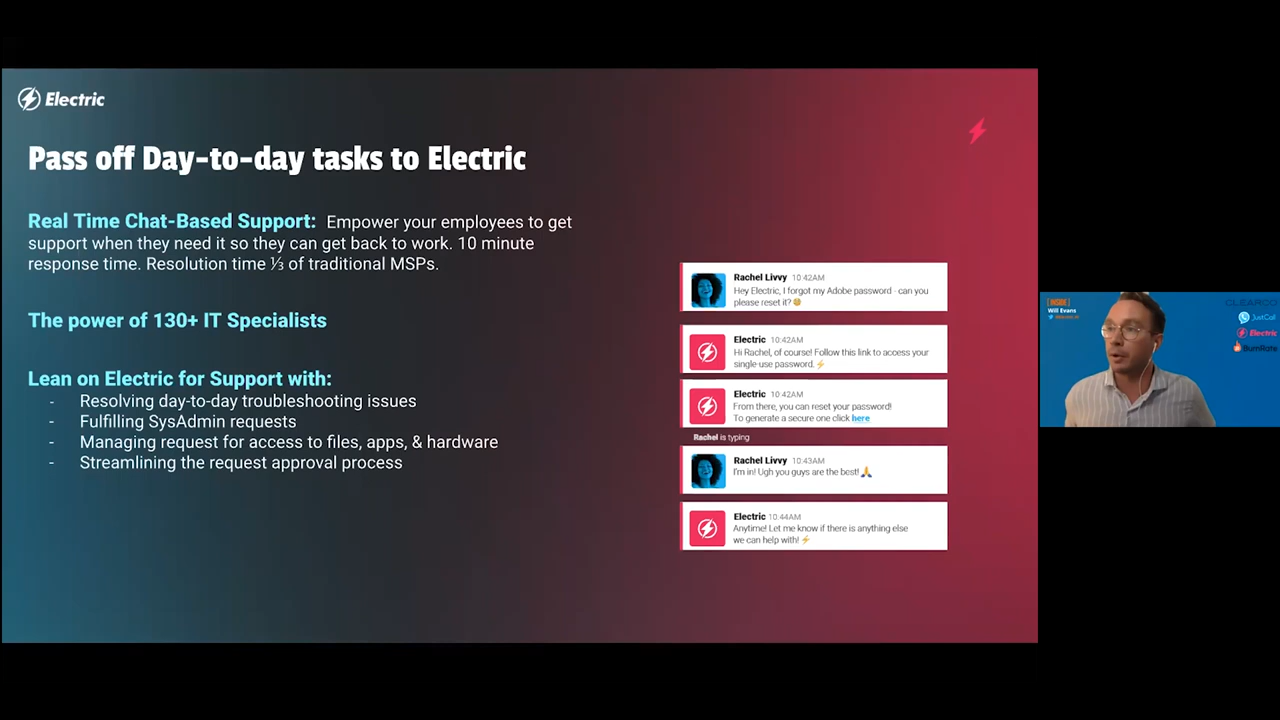 Electric
Pass off Day-to-day tasks to Electric
Real Time Chat-Based Support: Empower your employees to get
support when they need it so they can get back to work. 10 minute
response time. Resolution time ⅓ of traditional MSPs.
The power of 130+ IT Specialists
Lean on Electric for Support with:
- Resolving day-to-day troubleshooting issues
- Fulfilling SysAdmin requests
- Managing request for access to files, apps, & hardware
- Streamlining the request approval process
Rachel Livvy 10:42AM
Hey Electric, I forgot my Adobe password - can you
please reset it?
Electric 10:42AM
Hi Rachel, of course! Follow this link to access your
single-use password.⚡
Electric 10:42AM
From there, you can reset your password!
To generate a secure one click here
Rachel is typing
Rachel Livvy 10:43AM
I'm in! Ugh you guys are the best! 🙏
Electric 10:44AM
Anytime! Let me know if there is anything else
we can help with! ⚡
[INSIDE]
Will Evans
CLEARCO
JustCall
Electric
BurnRate